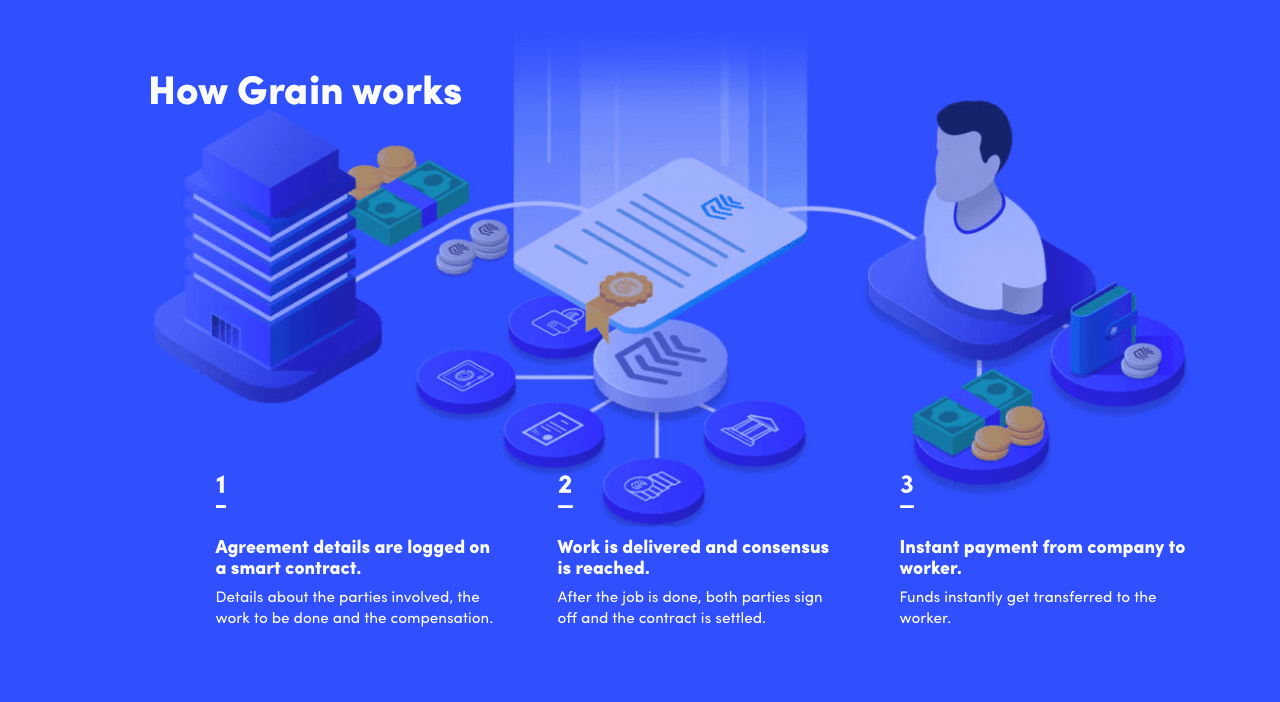 How Grain works
1
Agreement details are logged on
a smart contract.
Details about the parties involved, the
work to be done and the compensation.
2
Work is delivered and consensus
is reached.
After the job is done, both parties sign
off and the contract is settled.
3
Instant payment from company to
worker.
Funds instantly get transferred to the
worker.